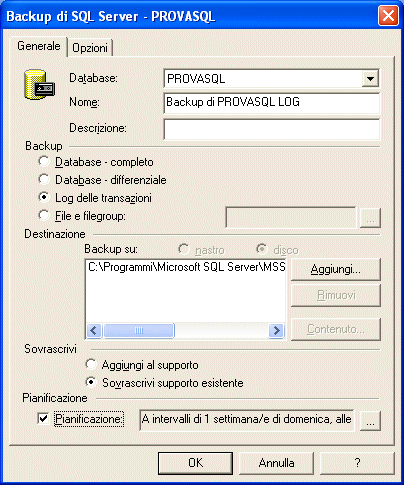 Backup di SQL Server - PROVASQL
Generale Opzioni
Database: PROVASQL
Nome: Backup di PROVASQL LOG
Descrizione:
Backup
Database - completo
Database - differenziale
Log delle transazioni
File e filegroup: ...
Destinazione
Backup su: nastro disco
C:\Programmi\Microsoft SQL Server\MSS
Aggiungi...
Rimuovi
Contenuto...
Sovrascrivi
Aggiungi al supporto
Sovrascrivi supporto esistente
Pianificazione
Pianificazione: A intervalli di 1 settimana/e di domenica, alle ...
OK Annulla ?